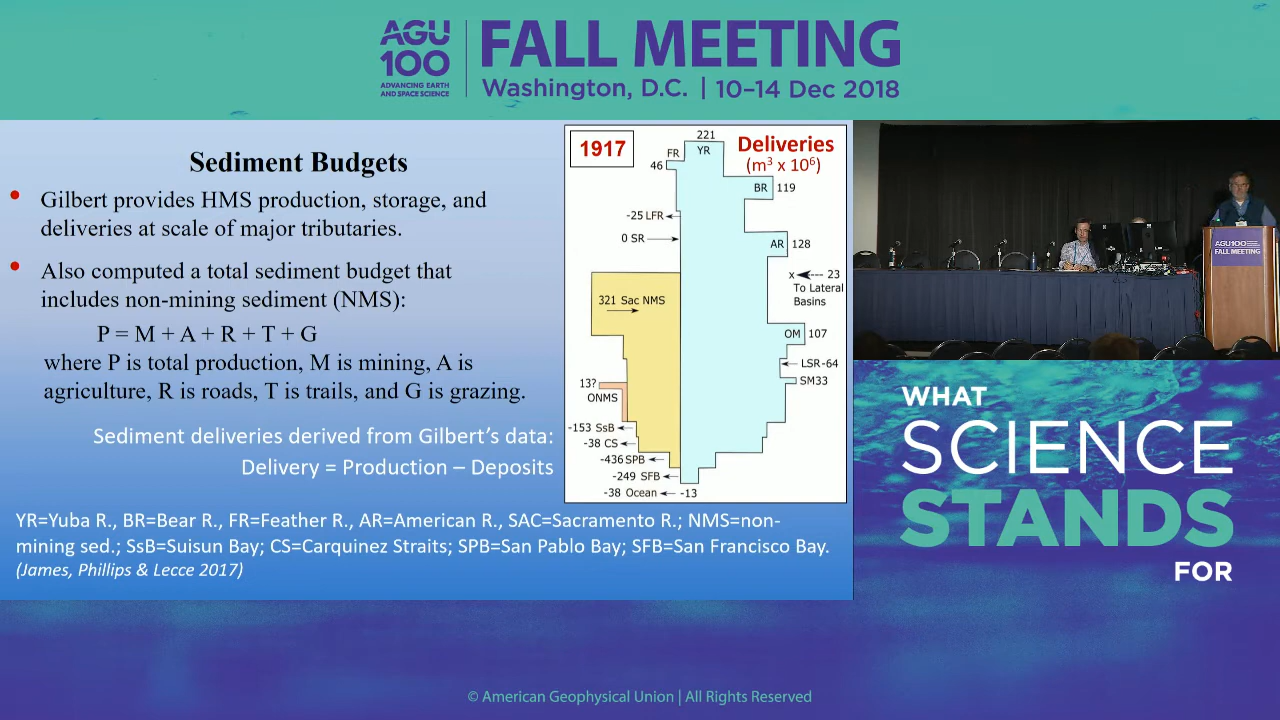 AGU
100
ADVANCING EARTH
AND SPACE SCIENCE
FALL MEETING
Washington, D.C. | 10–14 Dec 2018
Sediment Budgets
• Gilbert provides HMS production, storage, and
deliveries at scale of major tributaries.
• Also computed a total sediment budget that
includes non-mining sediment (NMS):
P = M + A + R + T + G
where P is total production, M is mining, A is
agriculture, R is roads, T is trails, and G is grazing.
Sediment deliveries derived from Gilbert's data:
Delivery = Production – Deposits
1917
Deliveries
(m³ x 10⁶)
221
YR
FR
46
BR 119
-25 LFR
0 SR
AR 128
x 23
To Lateral
Basins
321 Sac NMS
OM 107
LSR-64
SM33
13?
ONMS
-153 SsB
-38 CS
-436 SPB
-249 SFB
-38 Ocean -13
YR=Yuba R., BR=Bear R., FR=Feather R., AR=American R., SAC=Sacramento R.; NMS=non-
mining sed.; SsB=Suisun Bay; CS=Carquinez Straits; SPB=San Pablo Bay; SFB=San Francisco Bay.
(James, Phillips & Lecce 2017)
AGU100
FALL MEETING
WHAT
SCIENCE
STANDS
FOR
© American Geophysical Union | All Rights Reserved